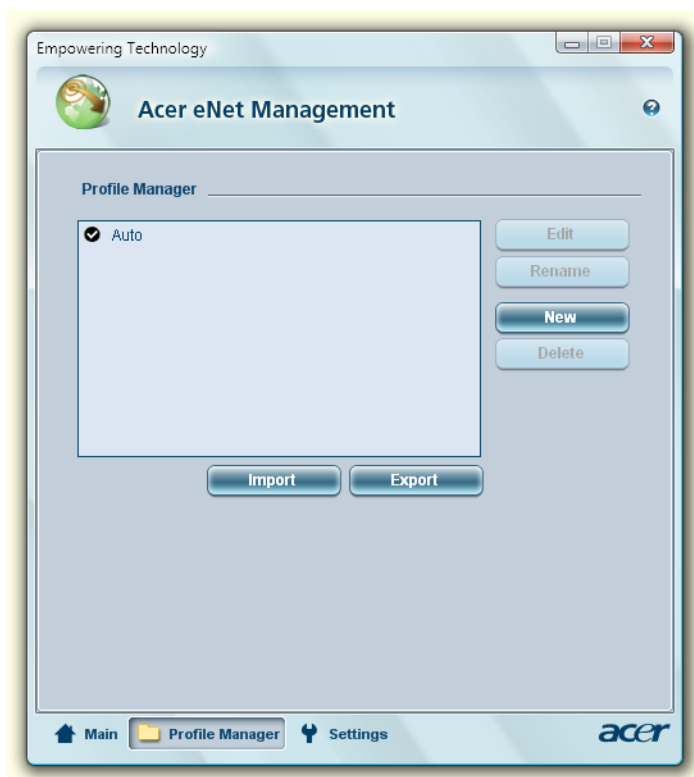 Empowering Technology
Acer eNet Management
Profile Manager
Auto
Edit
Rename
New
Delete
Import
Export
Main
Profile Manager
Settings
acer